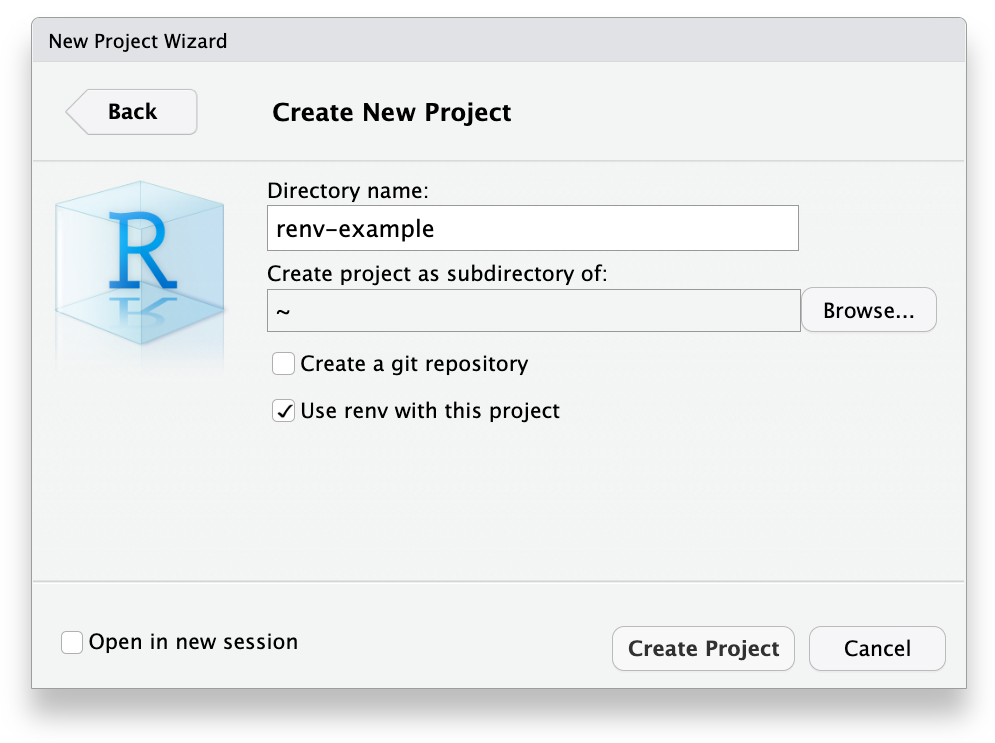 New Project Wizard
Back
Create New Project
R
Directory name:
renv-example
Create project as subdirectory of:
~
Browse...
Create a git repository
Use renv with this project
Open in new session
Create Project
Cancel